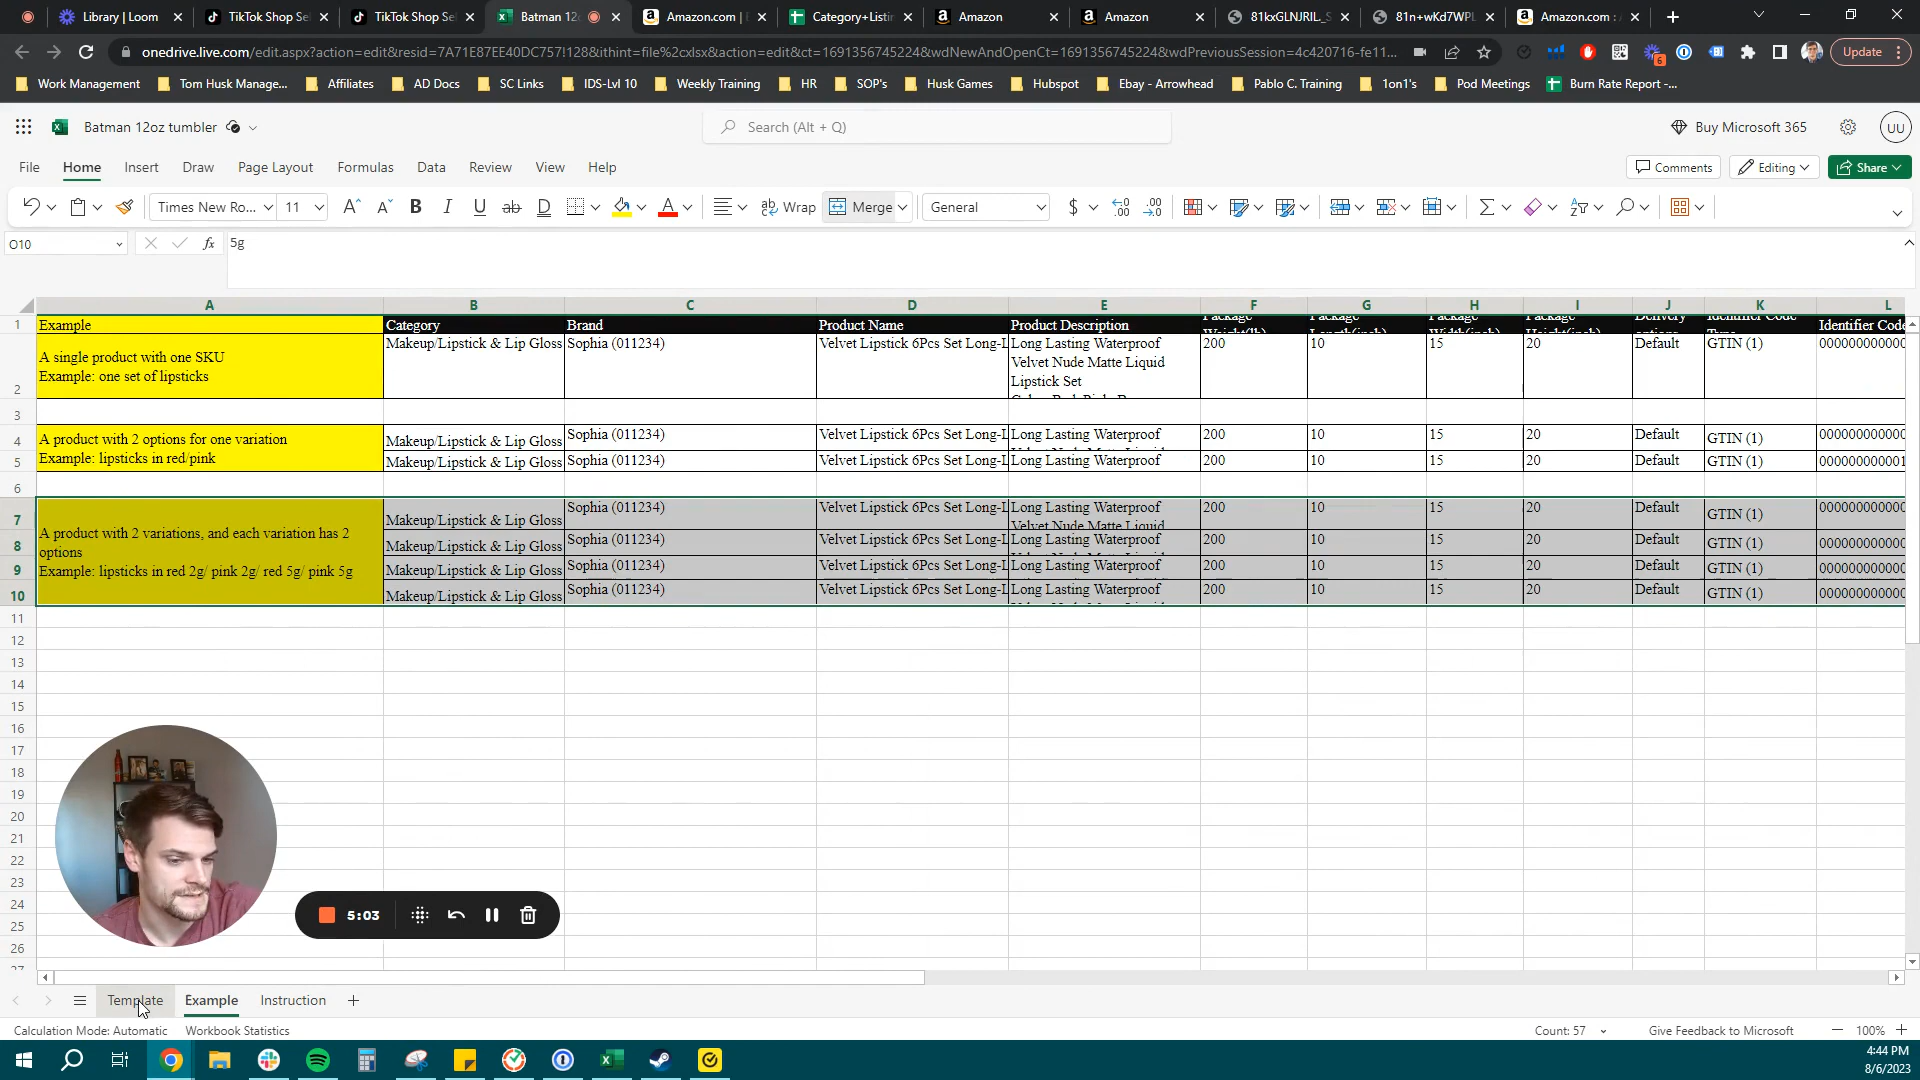 Library | Loom
TikTok Shop Sel
TikTok Shop Sel
Batman 12o
Amazon.com |
Category+Listin
Amazon
Amazon
81kxGLNJRIL._S
81n+wKd7WPL
Amazon.com :
onedrive.live.com/edit.aspx?action=edit&resid=7A71E87EE40DC757!128&ithint=file%2cxlsx&action=edit&ct=1691356745224&wdNewAndOpenCt=1691356745224&wdPreviousSession=4c420716-fe11...
6
Update
Work Management
Tom Husk Manage...
Affiliates
AD Docs
SC Links
IDS-Lvl 10
Weekly Training
HR
SOP's
Husk Games
Hubspot
Ebay - Arrowhead
Pablo C. Training
1on1's
Pod Meetings
Burn Rate Report -...
Batman 12oz tumbler
Search (Alt + Q)
Buy Microsoft 365
UU
File Home Insert Draw Page Layout Formulas Data Review View Help
Comments
Editing
Share
Times New Ro... 11 A A B I U ab D A Wrap Merge General $
O10
fx
5g
A B C D E F G H I J K L
1 Example Category Brand Product Name Product Description Package Weight(lb) Package Length(inch) Package Width(inch) Package Height(inch) Delivery options Identifier Code Type Identifier Code
2 A single product with one SKU
Example: one set of lipsticks
Makeup/Lipstick & Lip Gloss Sophia (011234) Velvet Lipstick 6Pcs Set Long-L Long Lasting Waterproof
Velvet Nude Matte Liquid
Lipstick Set
200 10 15 20 Default GTIN (1) 000000000000
3
4 A product with 2 options for one variation
Example: lipsticks in red/pink
Makeup/Lipstick & Lip Gloss Sophia (011234) Velvet Lipstick 6Pcs Set Long-L Long Lasting Waterproof 200 10 15 20 Default GTIN (1) 000000000000
5 Makeup/Lipstick & Lip Gloss Sophia (011234) Velvet Lipstick 6Pcs Set Long-L Long Lasting Waterproof 200 10 15 20 Default GTIN (1) 000000000001
6
7 A product with 2 variations, and each variation has 2
options
Example: lipsticks in red 2g/ pink 2g/ red 5g/ pink 5g
Makeup/Lipstick & Lip Gloss Sophia (011234) Velvet Lipstick 6Pcs Set Long-L Long Lasting Waterproof
Velvet Nude Matte Liquid
200 10 15 20 Default GTIN (1) 000000000000
8 Makeup/Lipstick & Lip Gloss Sophia (011234) Velvet Lipstick 6Pcs Set Long-L Long Lasting Waterproof 200 10 15 20 Default GTIN (1) 000000000000
9 Makeup/Lipstick & Lip Gloss Sophia (011234) Velvet Lipstick 6Pcs Set Long-L Long Lasting Waterproof 200 10 15 20 Default GTIN (1) 000000000000
10 Makeup/Lipstick & Lip Gloss Sophia (011234) Velvet Lipstick 6Pcs Set Long-L Long Lasting Waterproof 200 10 15 20 Default GTIN (1) 000000000000
11
12
13
14
15
16
17
18
19
20
21
22
23
24
25
26
27
5:03
Template Example Instruction
Calculation Mode: Automatic Workbook Statistics
Count: 57
Give Feedback to Microsoft
100%
4:44 PM
8/6/2023